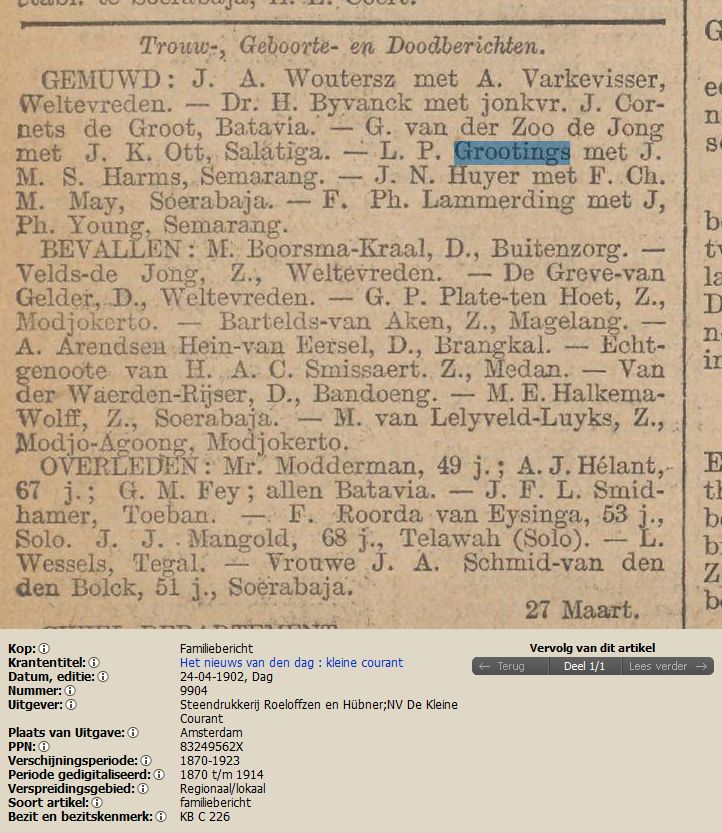 Trouw-, Geboorte- en Doodberichten.
GEMUWD: J. A. Woutersz met A. Varkevisser,
Weltevreden. — Dr. H. Byvanck met jonkvr. J. Cor-
nets de Groot, Batavia. — G. van der Zoo de Jong
met J. K. Ott, Salatiga. — L. P. Grootings met J.
M. S. Harms, Semarang. — J. N. Huyer met F. Ch.
M. May, Soerabaja. — F. Ph. Lammerding met J,
Ph. Young, Semarang.
BEVALLEN: M. Boorsma-Kraal, D., Buitenzorg. —
Velds-de Jong, Z., Weltevreden. — De Greve-van
Gelder, D., Weltevreden. — G. P. Plate-ten Hoet, Z.,
Modjokerto. — Bartelds-van Aken, Z., Magelang. —
A. Arendsen Hein-van Eersel, D., Brangkal. — Echt-
genoote van H. A. C. Smissaert. Z., Medan. — Van
der Waerden-Rijser, D., Bandoeng. — M. E. Halkema-
Wolff, Z., Soerabaja. — M. van Lelyveld-Luyks, Z.,
Modjo-Agoong, Modjokerto.
OVERLEDEN: Mr. Modderman, 49 j.; A. J. Hélant,
67 j.; G. M. Fey; allen Batavia. — J. F. L. Smid-
hamer, Toeban. — F. Roorda van Eysinga, 53 j.,
Solo. J. J. Mangold, 68 j., Telawah (Solo). — L.
Wessels, Tegal. — Vrouwe J. A. Schmid-van den
den Bolck, 51 j., Soerabaja.
27 Maart.
Kop: Familiebericht
Krantentitel: Het nieuws van den dag : kleine courant
Datum, editie: 24-04-1902, Dag
Nummer: 9904
Uitgever: Steendrukkerij Roeloffzen en Hübner;NV De Kleine
Courant
Plaats van Uitgave: Amsterdam
PPN: 83249562X
Verschijningsperiode: 1870-1923
Periode gedigitaliseerd: 1870 t/m 1914
Verspreidingsgebied: Regionaal/lokaal
Soort artikel: familiebericht
Bezit en bezitskenmerk: KB C 226
Vervolg van dit artikel
← Terug Deel 1/1 Lees verder →